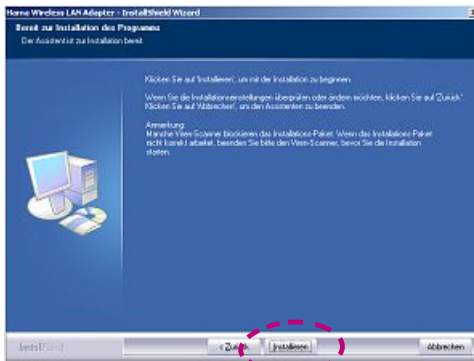 Hama Wireless LAN Adapter - InstallShield Wizard
Bereit zur Installation des Programms
Der Assistent ist zur Installation bereit.
Klicken Sie auf 'Installieren', um mit der Installation zu beginnen.
Wenn Sie die Installationseinstellungen überprüfen oder ändern möchten, klicken Sie auf 'Zurück'.
Klicken Sie auf 'Abbrechen', um den Assistenten zu beenden.
Anmerkung:
Manche Viren-Scanner blockieren das Installations-Paket. Wenn das Installations-Paket
nicht korrekt arbeitet, beenden Sie bitte den Viren-Scanner, bevor Sie die Installation
starten.
InstallShield
< Zurück
Installieren
Abbrechen